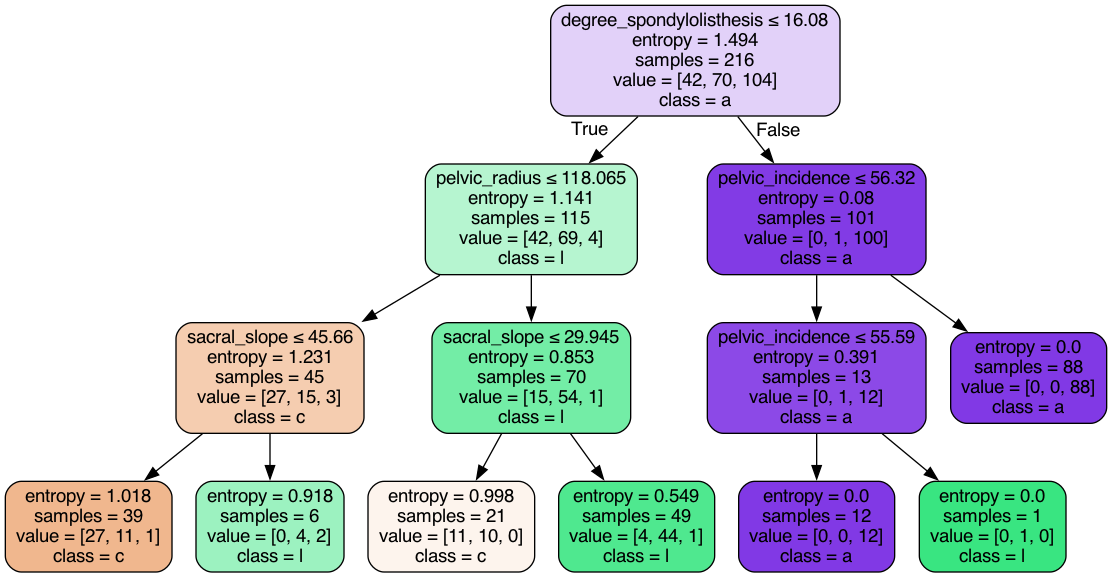 degree_spondylolisthesis ≤ 16.08
entropy = 1.494
samples = 216
value = [42, 70, 104]
class = a
True
False
pelvic_radius ≤ 118.065
entropy = 1.141
samples = 115
value = [42, 69, 4]
class = l
pelvic_incidence ≤ 56.32
entropy = 0.08
samples = 101
value = [0, 1, 100]
class = a
sacral_slope ≤ 45.66
entropy = 1.231
samples = 45
value = [27, 15, 3]
class = c
sacral_slope ≤ 29.945
entropy = 0.853
samples = 70
value = [15, 54, 1]
class = l
pelvic_incidence ≤ 55.59
entropy = 0.391
samples = 13
value = [0, 1, 12]
class = a
entropy = 0.0
samples = 88
value = [0, 0, 88]
class = a
entropy = 1.018
samples = 39
value = [27, 11, 1]
class = c
entropy = 0.918
samples = 6
value = [0, 4, 2]
class = l
entropy = 0.998
samples = 21
value = [11, 10, 0]
class = c
entropy = 0.549
samples = 49
value = [4, 44, 1]
class = l
entropy = 0.0
samples = 12
value = [0, 0, 12]
class = a
entropy = 0.0
samples = 1
value = [0, 1, 0]
class = l